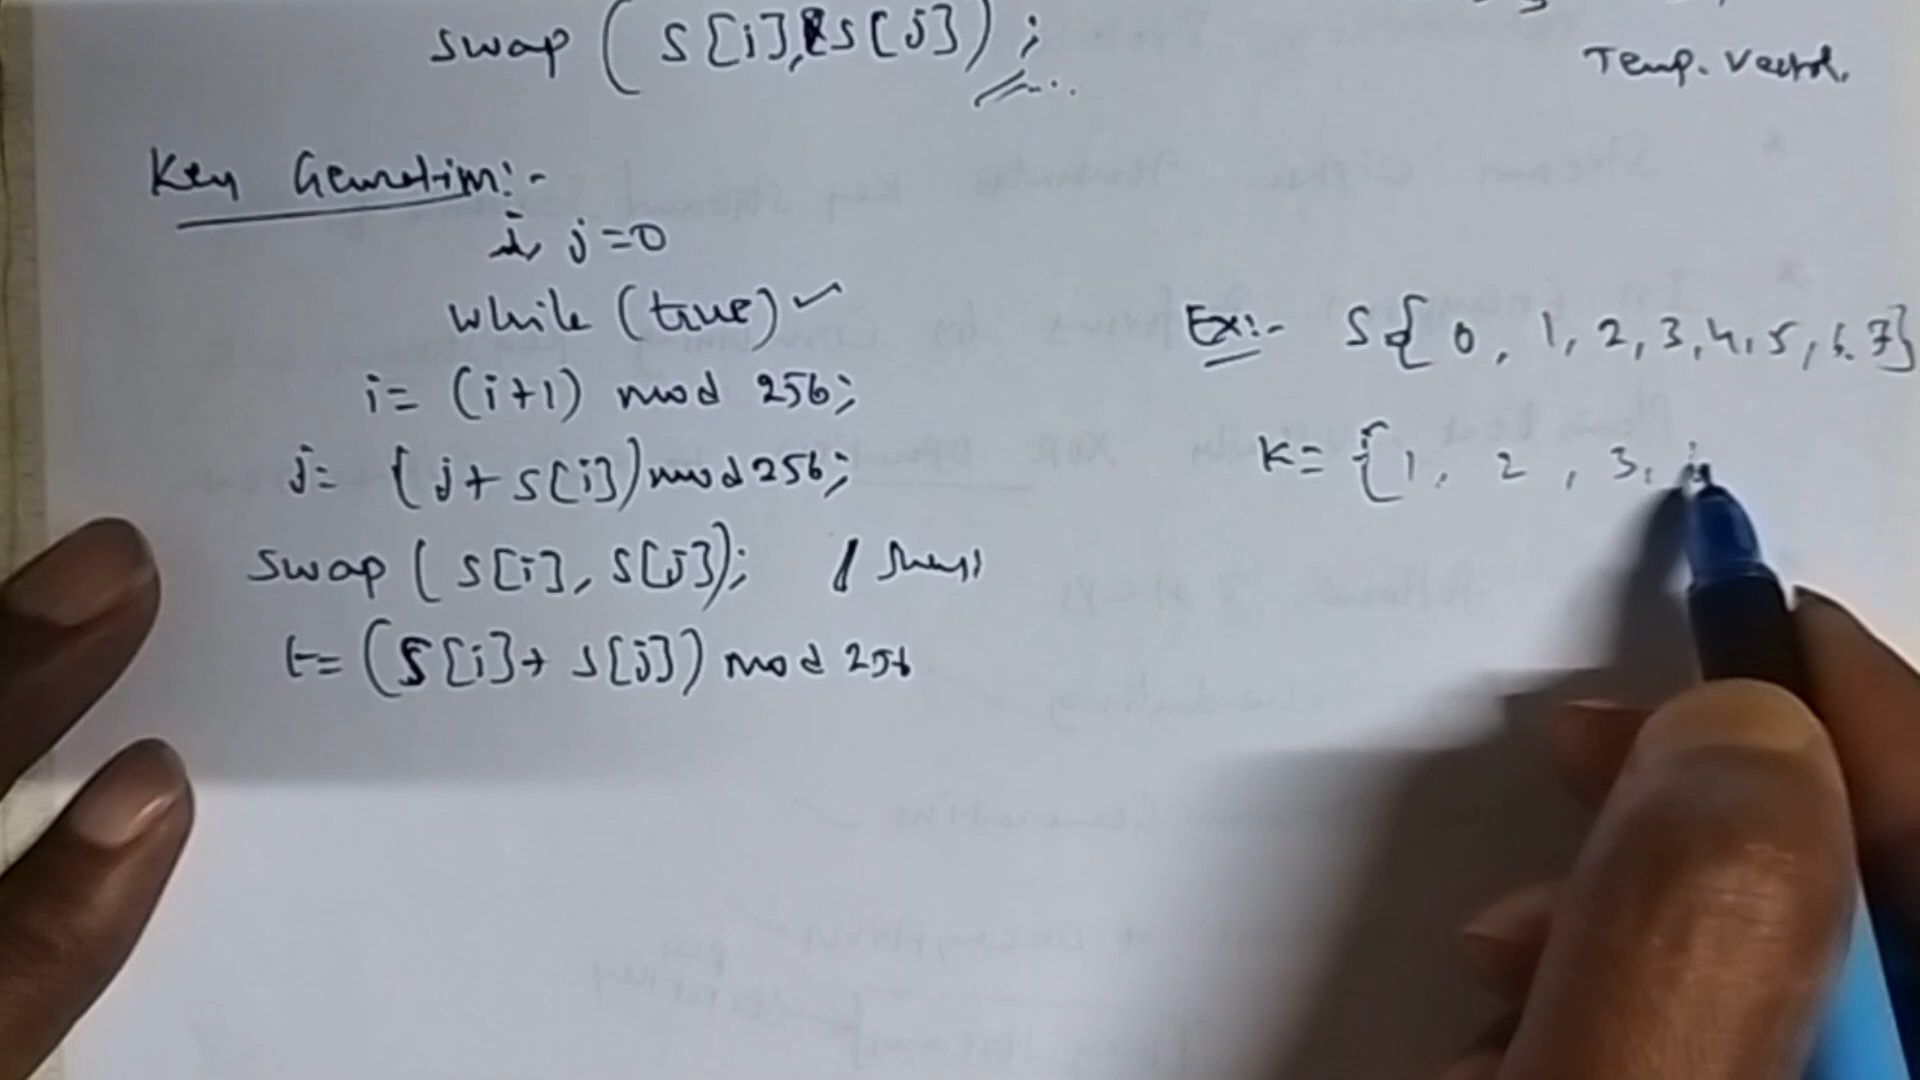 swap ( S[i], S[j]) ;
Temp. Vector.
Key Generation:-
i, j=0
while (true)
i= (i+1) mod 256;
j= (j+ S[i]) mod 256;
swap ( S[i], S[j]);
t= (S[i]+ S[j]) mod 256
Ex:- S{ 0, 1, 2, 3, 4, 5, 6, 7}
K= {1, 2, 3,